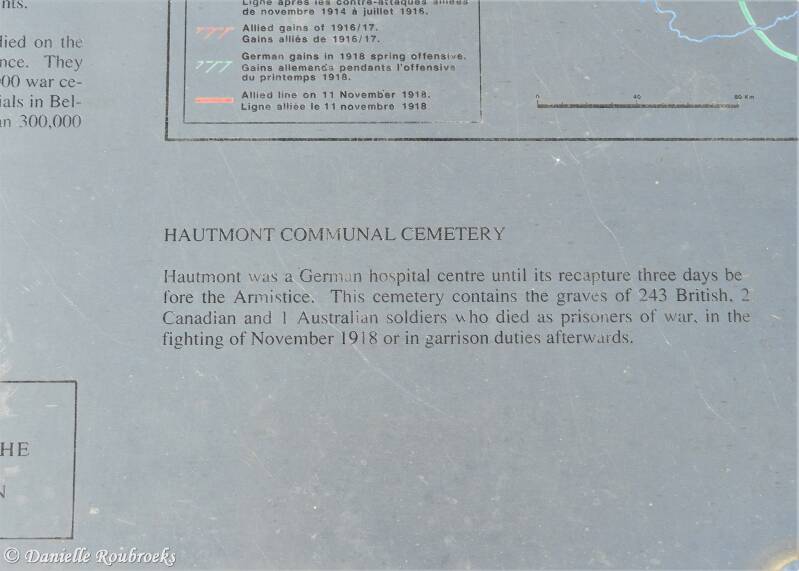 nts.
died on the
nce. They
00 war ce-
ials in Bel-
an 300,000
Ligne après les contre-attaques alliées
de novembre 1914 à juillet 1916.
Allied gains of 1916/17.
Gains alliés de 1916/17.
German gains in 1918 spring offensive.
Gains allemands pendants l'offensive
du printemps 1918.
Allied line on 11 November 1918.
Ligne alliée le 11 novembre 1918
0 40 80 Km
HAUTMONT COMMUNAL CEMETERY
Hautmont was a German hospital centre until its recapture three days be
fore the Armistice. This cemetery contains the graves of 243 British, 2
Canadian and 1 Australian soldiers who died as prisoners of war, in the
fighting of November 1918 or in garrison duties afterwards.
HE
N
© Danielle Roubroeks